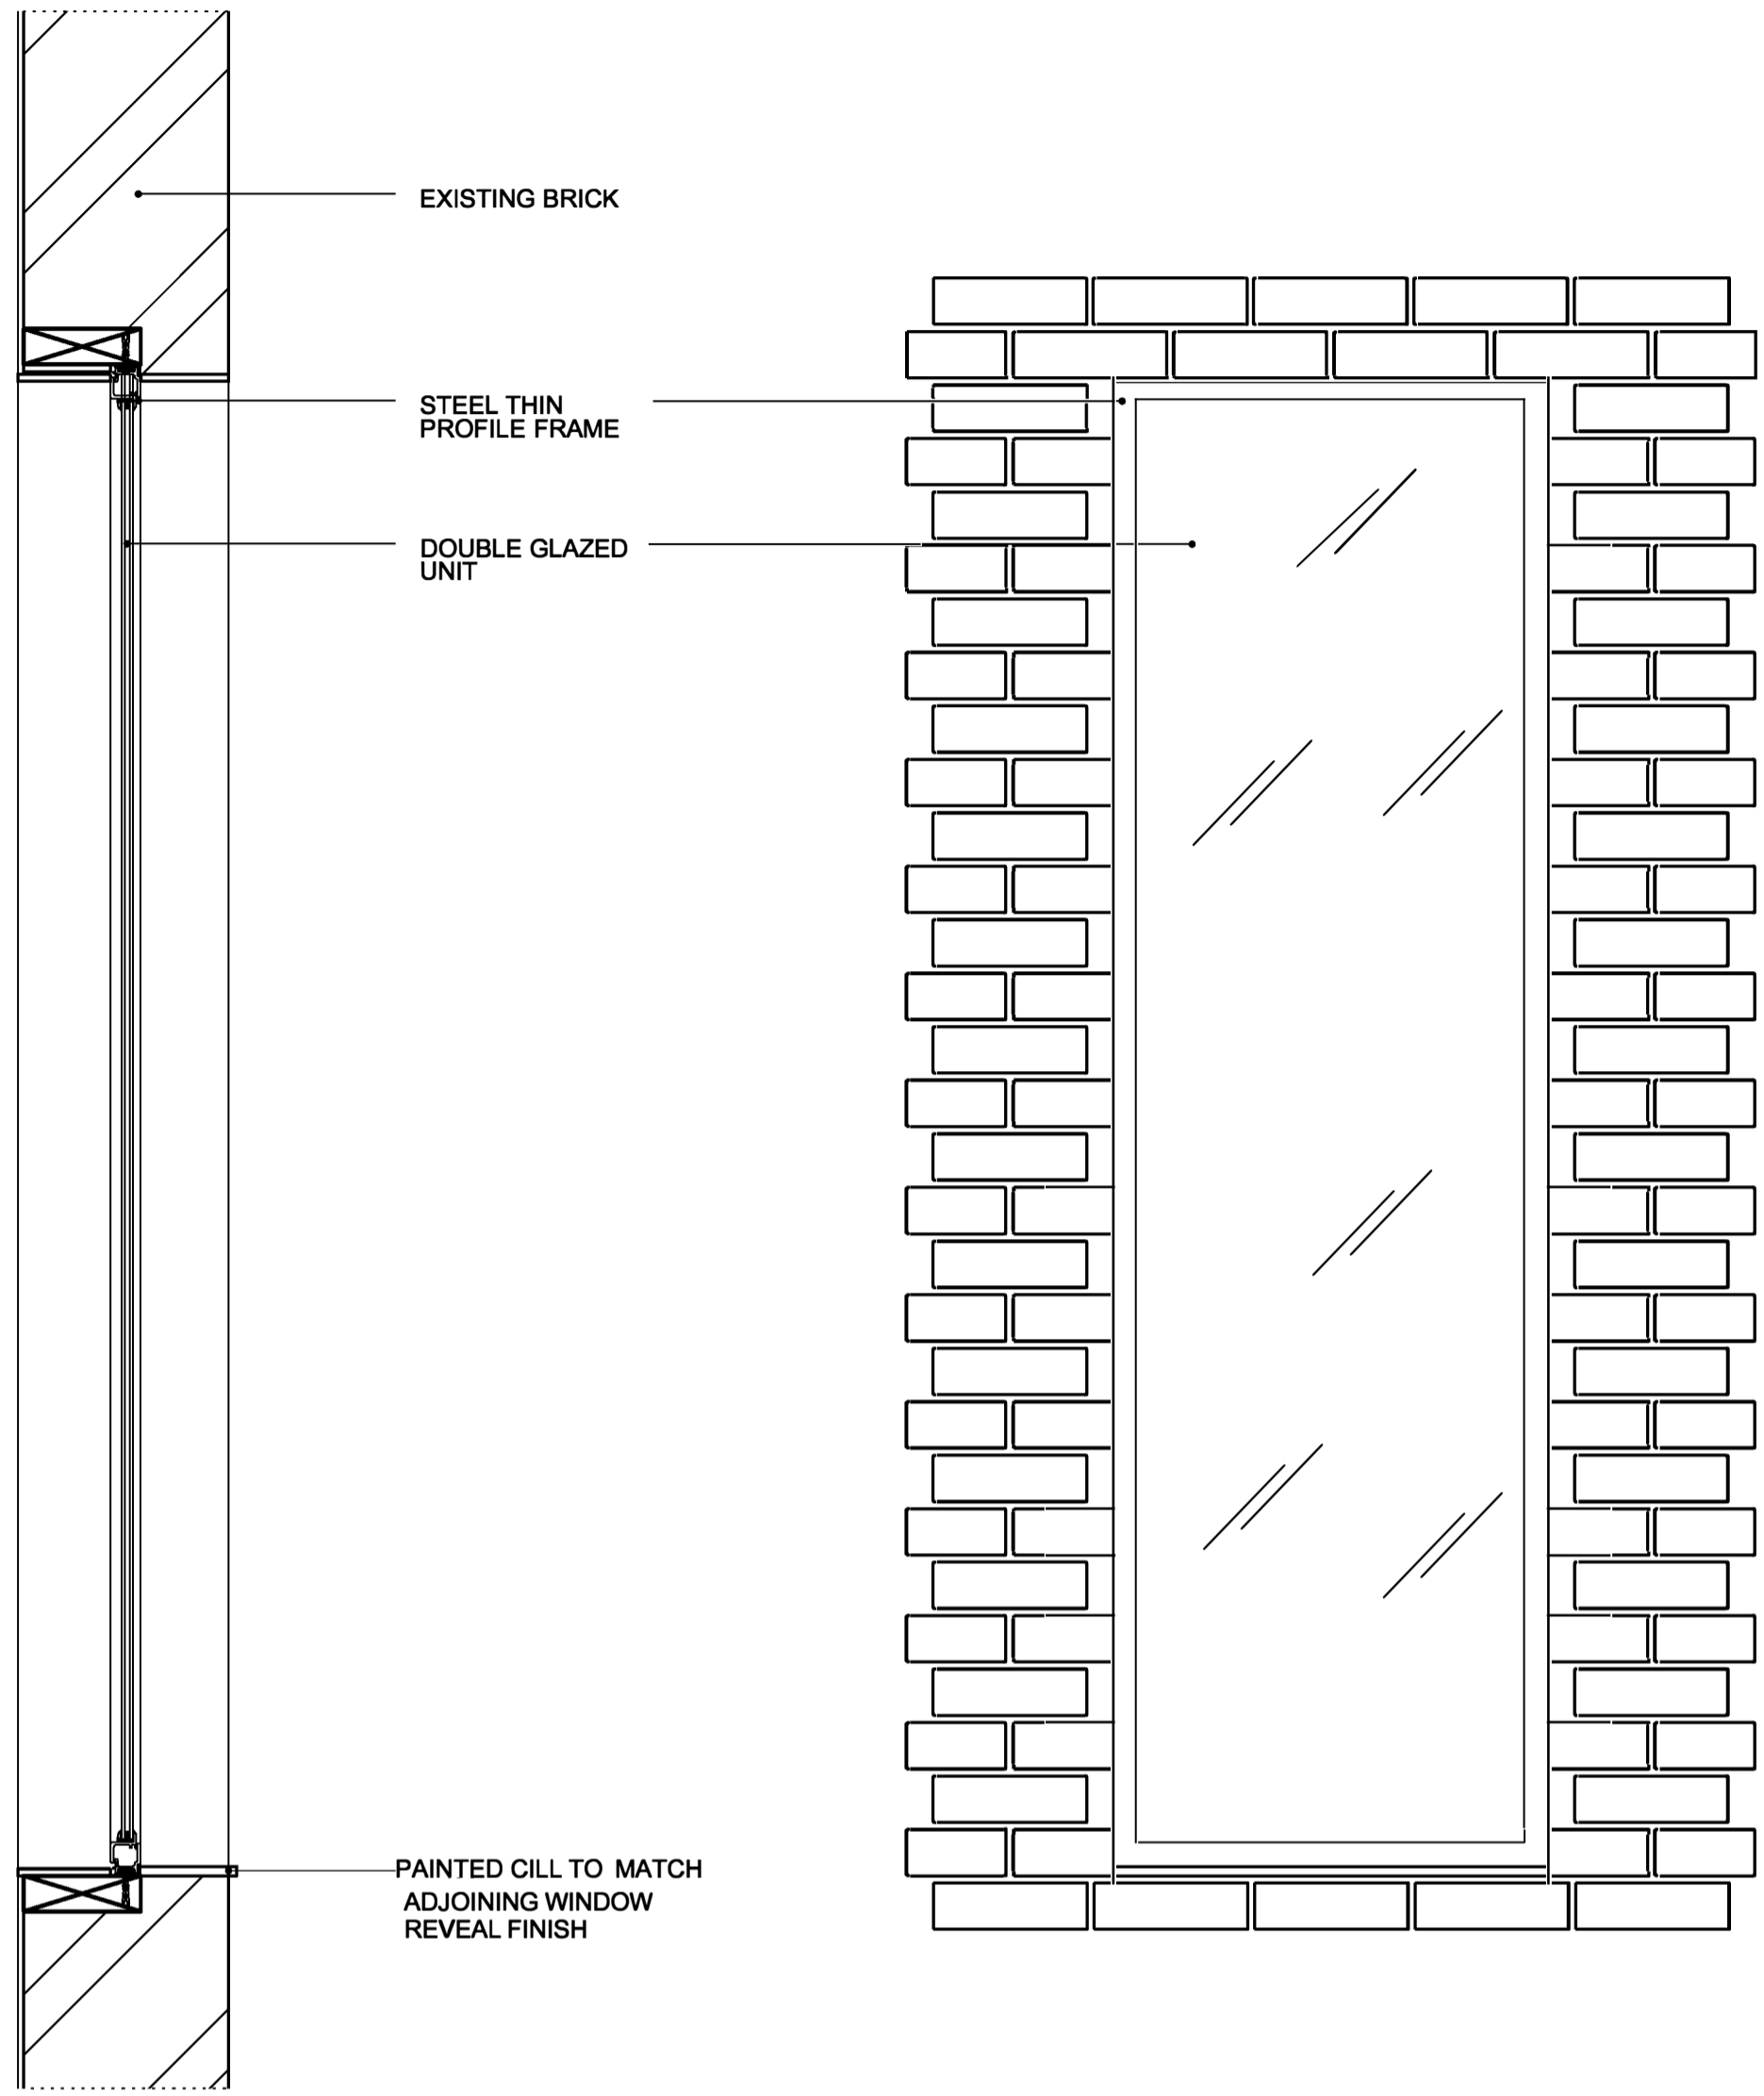 EXISTING BRICK
STEEL THIN
PROFILE FRAME
DOUBLE GLAZED
UNIT
PAINTED CILL TO MATCH
ADJOINING WINDOW
REVEAL FINISH